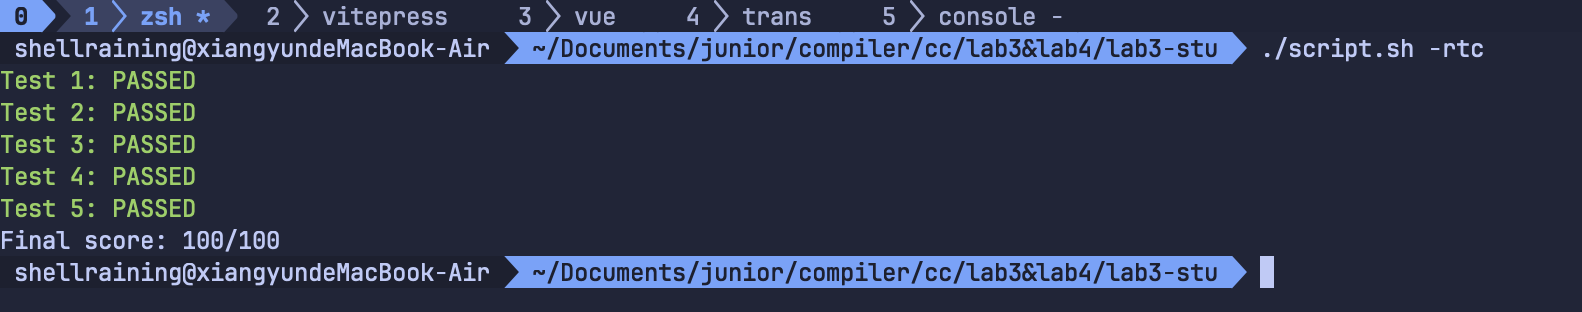 0 1 zsh * 2 vitepress 3 vue 4 trans 5 console -
shellraining@xiangyundeMacBook-Air ~/Documents/junior/compiler/cc/lab3&lab4/lab3-stu ./script.sh -rtc
Test 1: PASSED
Test 2: PASSED
Test 3: PASSED
Test 4: PASSED
Test 5: PASSED
Final score: 100/100
shellraining@xiangyundeMacBook-Air ~/Documents/junior/compiler/cc/lab3&lab4/lab3-stu